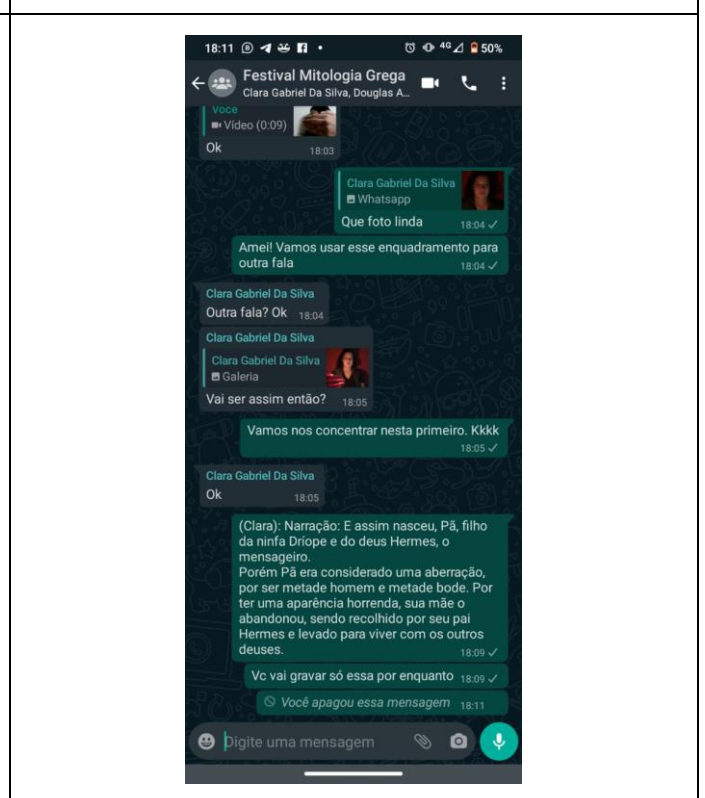 18:11
4G
50%
Festival Mitologia Grega
Clara Gabriel Da Silva, Douglas A...
Você
Vídeo (0:09)
Ok
18:03
Clara Gabriel Da Silva
Whatsapp
Que foto linda
18:04
Amei! Vamos usar esse enquadramento para
outra fala
18:04
Clara Gabriel Da Silva
Outra fala? Ok 18:04
Clara Gabriel Da Silva
Clara Gabriel Da Silva
Galeria
Vai ser assim então? 18:05
Vamos nos concentrar nesta primeiro. Kkkk
18:05
Clara Gabriel Da Silva
Ok
18:05
(Clara): Narração: E assim nasceu, Pã, filho
da ninfa Dríope e do deus Hermes, o
mensageiro.
Porém Pã era considerado uma aberração,
por ser metade homem e metade bode. Por
ter uma aparência horrenda, sua mãe o
abandonou, sendo recolhido por seu pai
Hermes e levado para viver com os outros
deuses.
18:09
Vc vai gravar só essa por enquanto 18:09
Você apagou essa mensagem 18:11
Digite uma mensagem